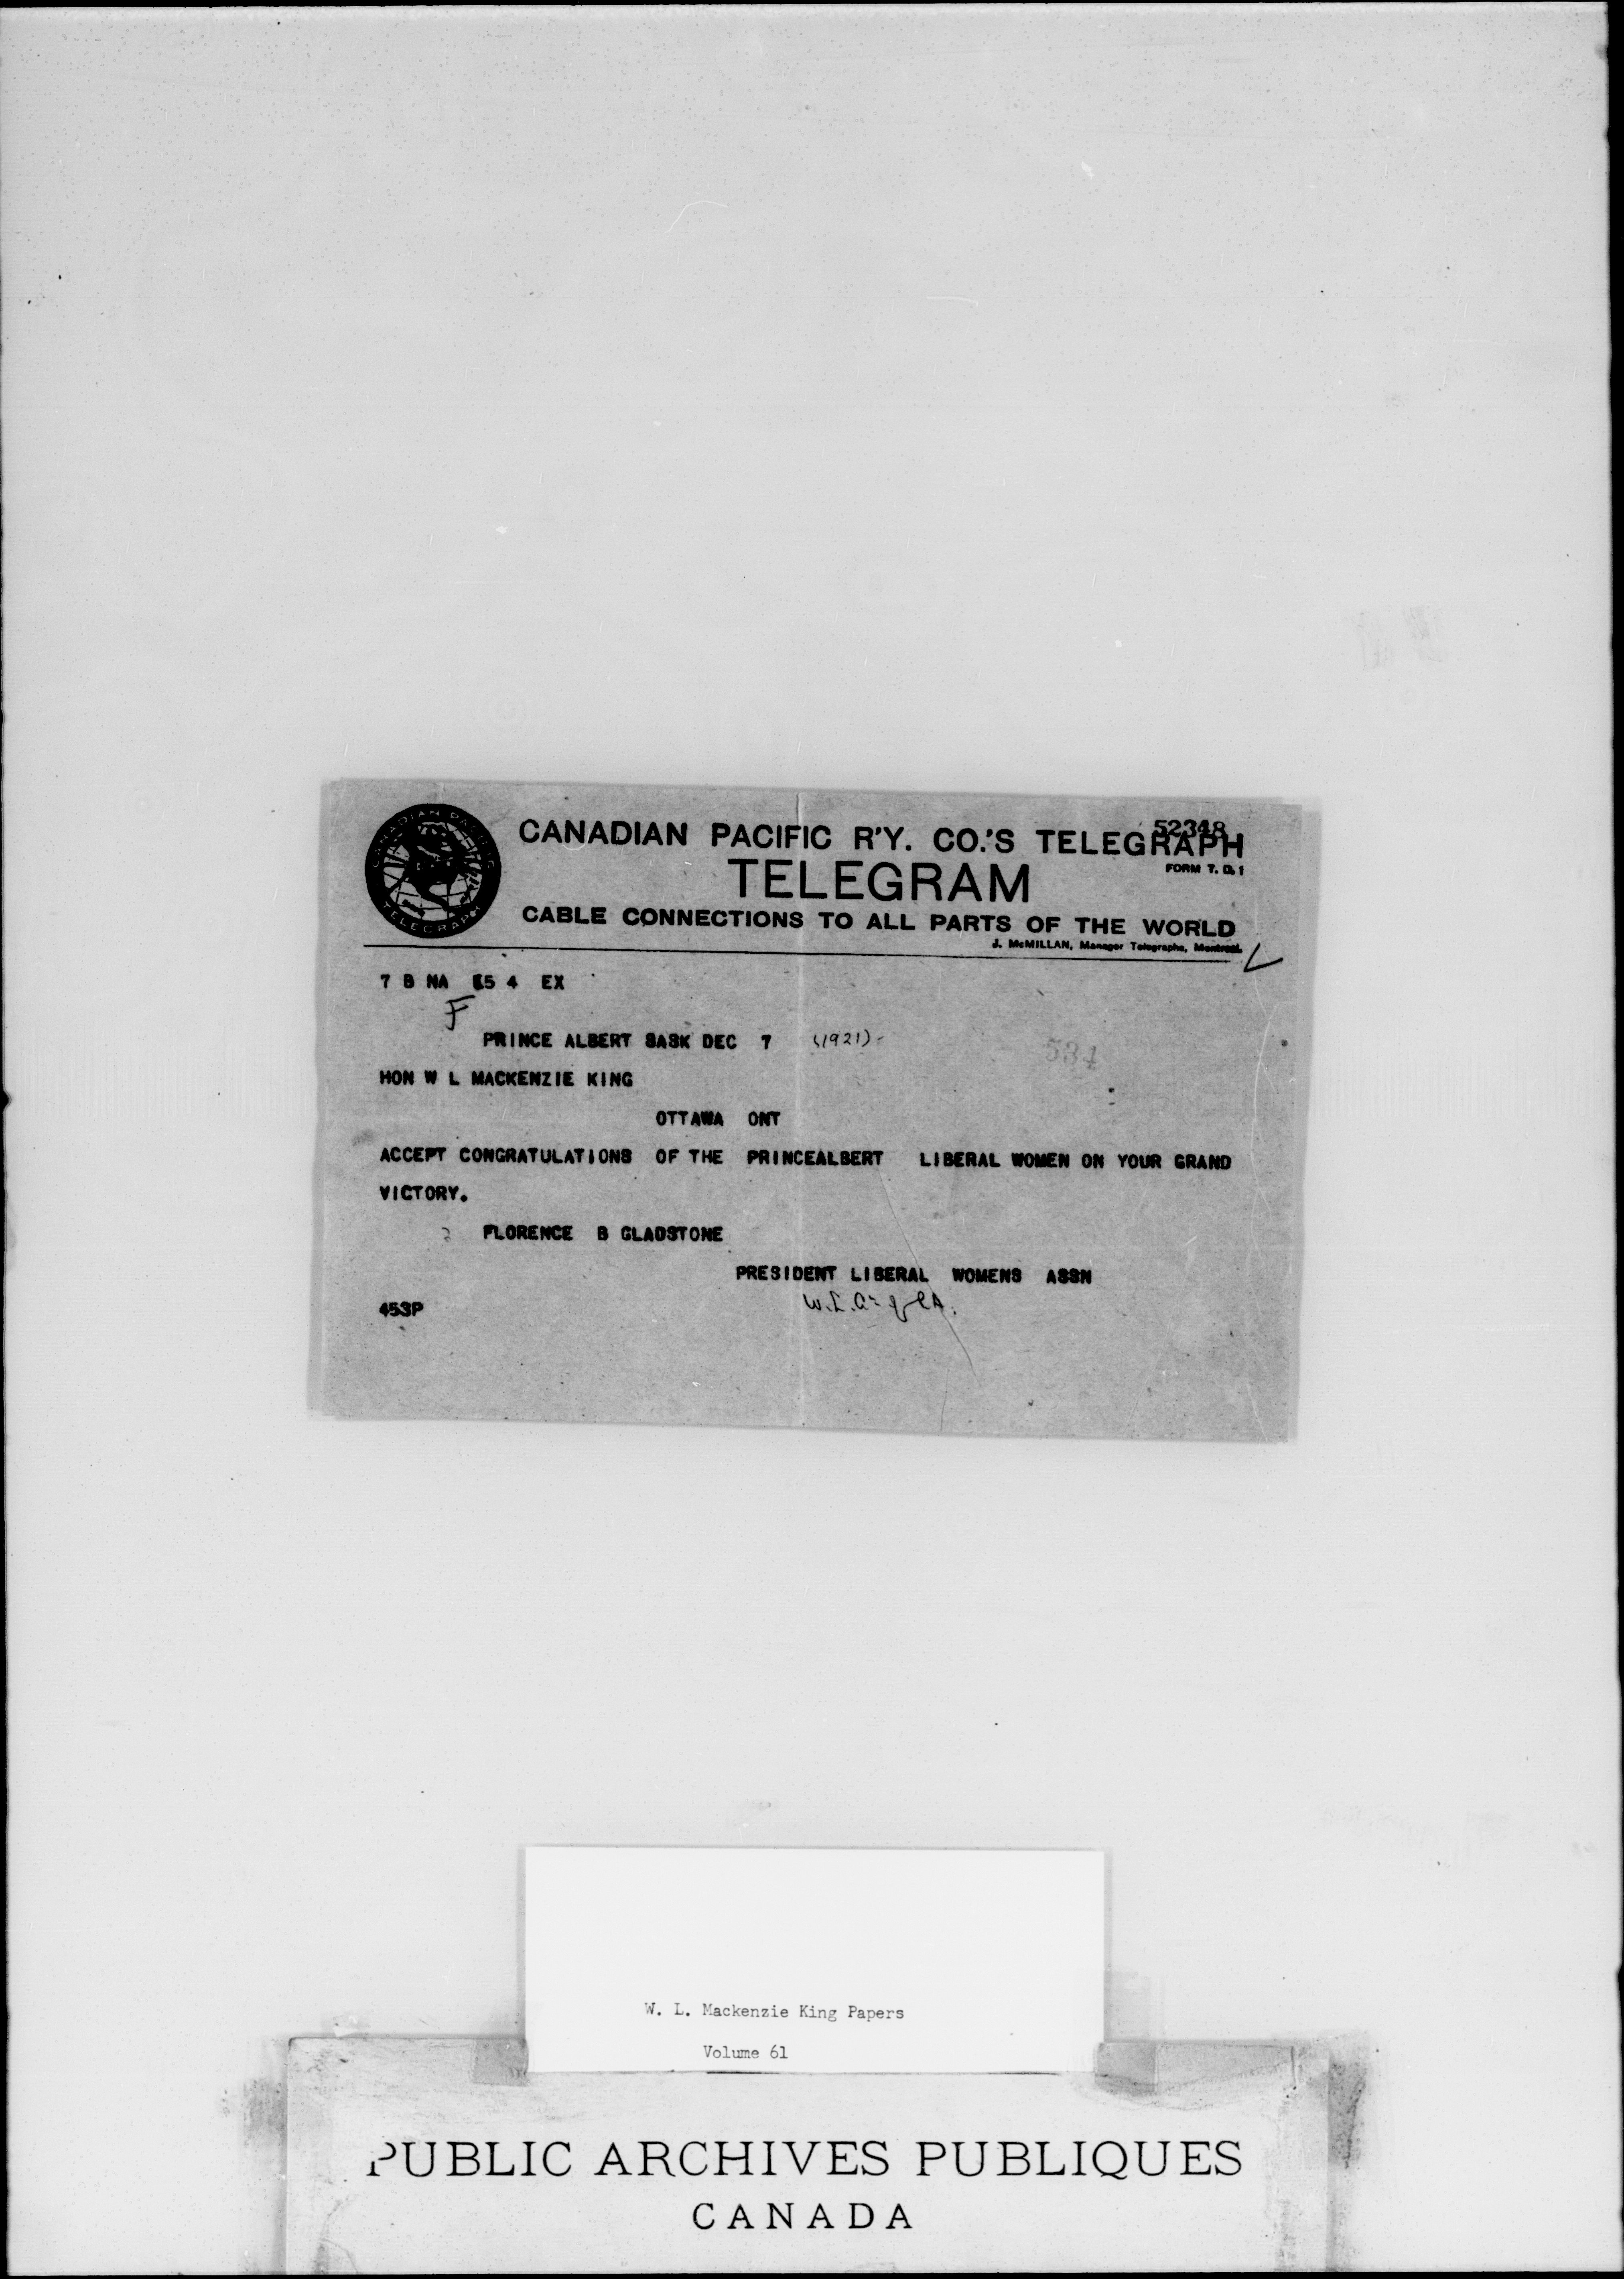 CANADIAN PACIFIC
TELEGRAPH
52348
CANADIAN PACIFIC R'Y. CO.'S TELEGRAPH
FORM T. D. 1
TELEGRAM
CABLE CONNECTIONS TO ALL PARTS OF THE WORLD
J. McMILLAN, Manager Telegraphs, Montreal.
7 B NA 4 EX
F
PRINCE ALBERT SASK DEC 7 (1921)-
534
HON W L MACKENZIE KING
OTTAWA ONT
ACCEPT CONGRATULATIONS OF THE PRINCEALBERT LIBERAL WOMEN ON YOUR GRAND
VICTORY.
FLORENCE B GLADSTONE
PRESIDENT LIBERAL WOMENS ASSN
W.L.
453P
W. L. Mackenzie King Papers
Volume 61
PUBLIC ARCHIVES PUBLIQUES
CANADA